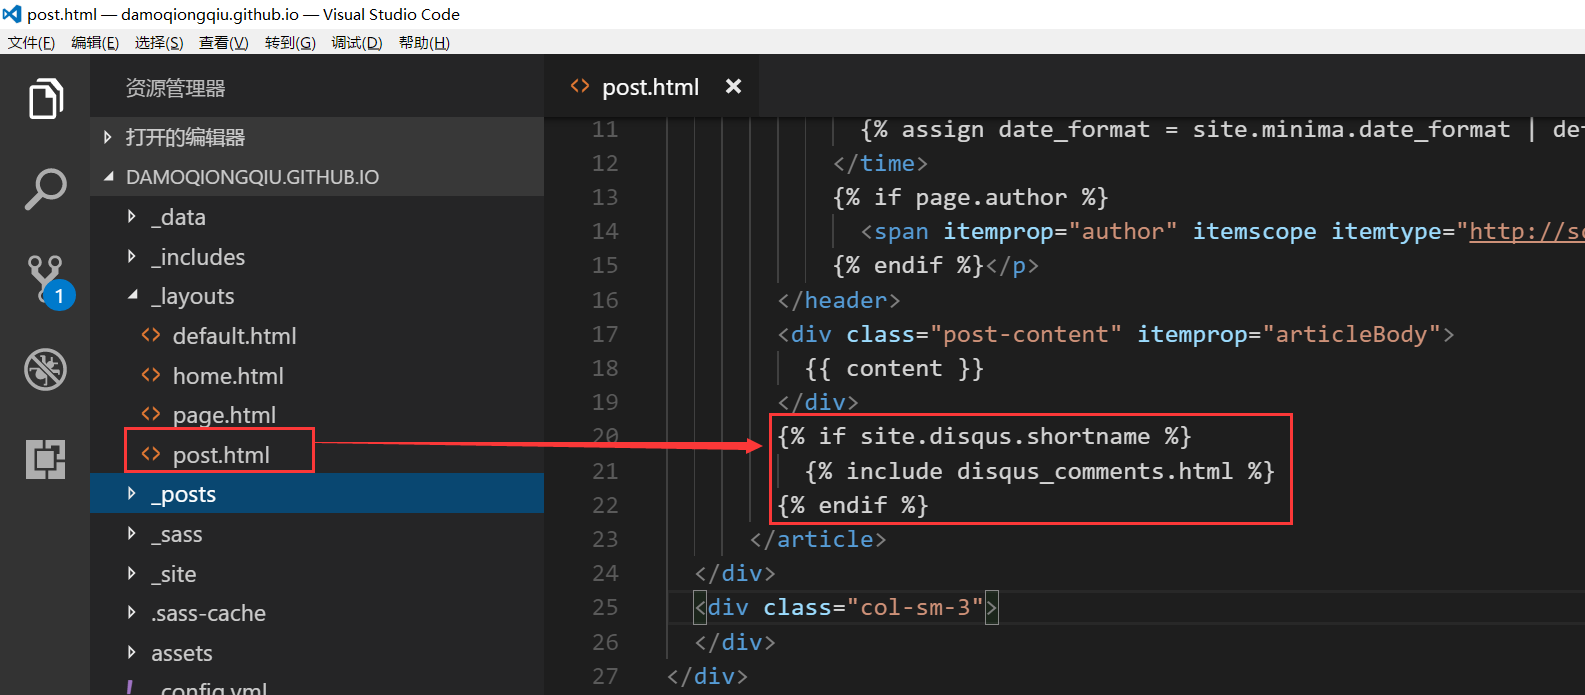 post.html — damoqiongqiu.github.io — Visual Studio Code
文件(F) 编辑(E) 选择(S) 查看(V) 转到(G) 调试(D) 帮助(H)
资源管理器
打开的编辑器
DAMOQIONGQIU.GITHUB.IO
_data
_includes
_layouts
default.html
home.html
page.html
post.html
_posts
_sass
_site
.sass-cache
assets
_config.yml
1
post.html
11 {% assign date_format = site.minima.date_format | de
12 </time>
13 {% if page.author %}
14 <span itemprop="author" itemscope itemtype="http://sc
15 {% endif %}</p>
16 </header>
17 <div class="post-content" itemprop="articleBody">
18 {{ content }}
19 </div>
20 {% if site.disqus.shortname %}
21 {% include disqus_comments.html %}
22 {% endif %}
23 </article>
24 </div>
25 <div class="col-sm-3">
26 </div>
27 </div>